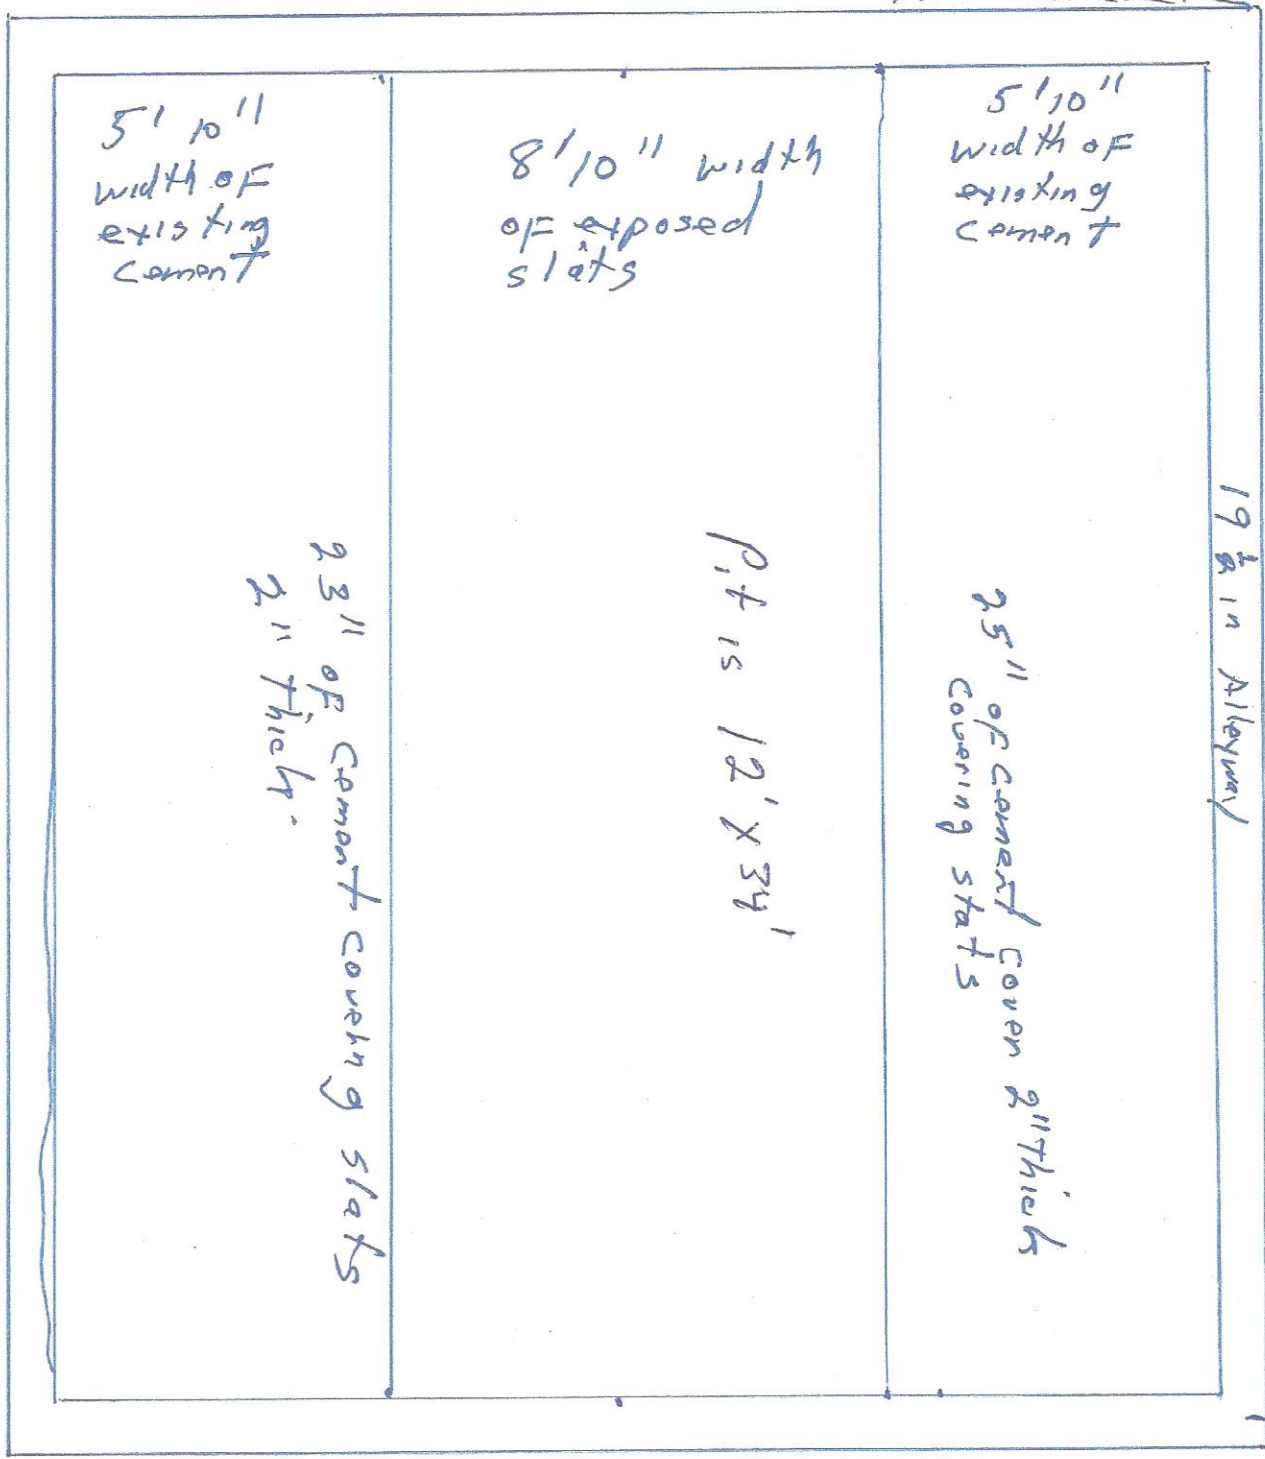 5' 10"
width of
existing
cement
8'10" width
of exposed
slats
5'10"
width of
existing
cement
19 1/2 in Alleyway
25" of cement cover 2" Thick
covering slats
Pit is 12' x 34'
23" of cement covering slats
2" Thick.